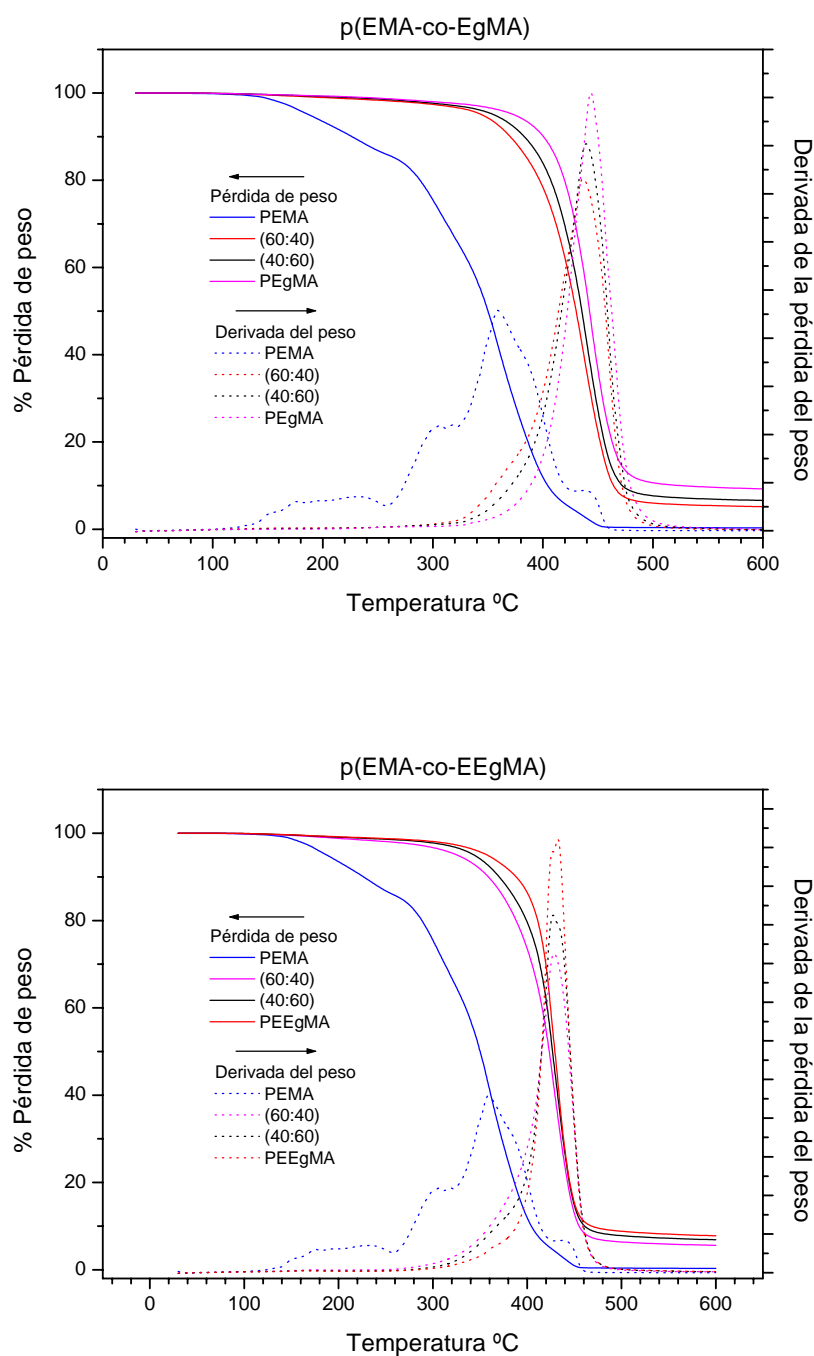 p(EMA-co-EgMA)
% Pérdida de peso
Derivada de la pérdida del peso
100
80
60
40
20
0
Pérdida de peso
PEMA
(60:40)
(40:60)
PEgMA
Derivada del peso
PEMA
(60:40)
(40:60)
PEgMA
0 100 200 300 400 500 600
Temperatura ºC
p(EMA-co-EEgMA)
% Pérdida de peso
Derivada de la pérdida del peso
100
80
60
40
20
0
Pérdida de peso
PEMA
(60:40)
(40:60)
PEEgMA
Derivada del peso
PEMA
(60:40)
(40:60)
PEEgMA
0 100 200 300 400 500 600
Temperatura ºC